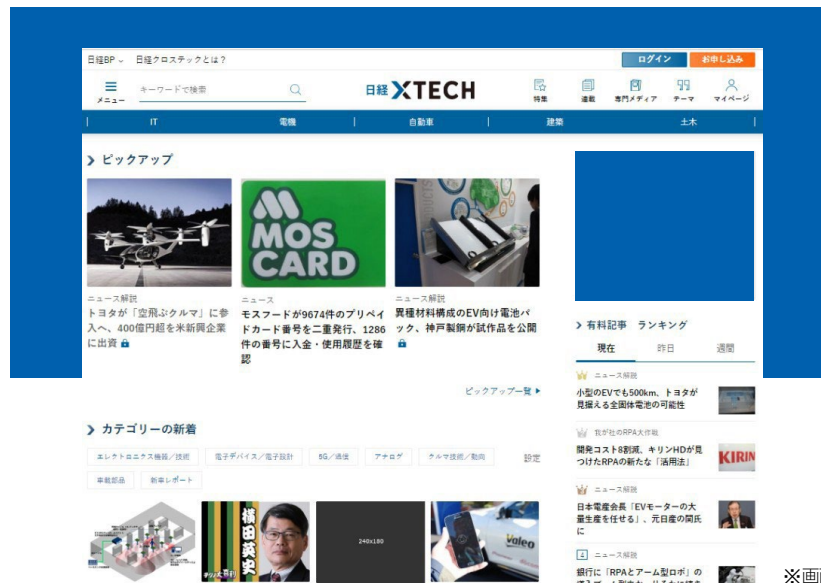 日経BP
日経クロステックとは？
ログイン
お申し込み
メニュー
キーワードで検索
日経XTECH
特集
連載
専門メディア
テーマ
マイページ
IT
電機
自動車
建築
土木
ピックアップ
MOS
CARD
ニュース解説
トヨタが「空飛ぶクルマ」に参
入へ、400億円超を米新興企業
に出資
ニュース
モスフードが9674件のプリペイ
ドカード番号を二重発行、1286
件の番号に入金・使用履歴を確
認
ニュース解説
異種材料構成のEV向け電池パ
ック、神戸製鋼が試作品を公開
ピックアップ一覧
有料記事 ランキング
現在
昨日
週間
ニュース解説
小型のEVでも500km、トヨタが
見据える全固体電池の可能性
我が社のRPA大作戦
開発コスト8割減、キリンHDが見
つけたRPAの新たな「活用法」
KIRIN
ニュース解説
日本電産会長「EVモーターの大
量生産を任せる」、元日産の関氏
に
4
ニュース解説
銀行に「RPAとアーム型ロボ」の
カテゴリーの新着
エレクトロニクス機器／技術
電子デバイス／電子設計
5G／通信
アナログ
クルマ技術／動向
設定
車載部品
新車レポート
横田英史
240x180
Valeo
※画